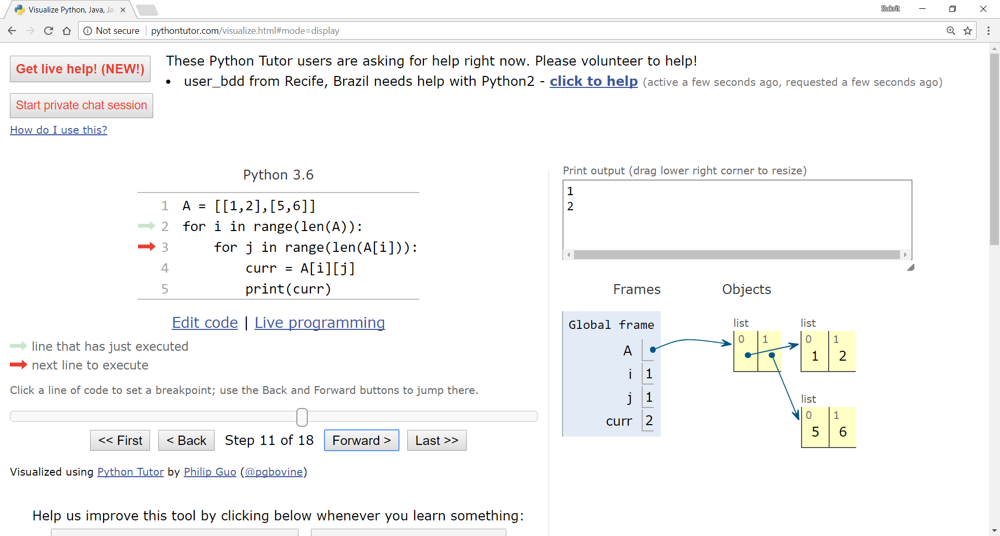 Visualize Python, Java, Ja
Sukrit
Not secure | pythontutor.com/visualize.html#mode=display
Get live help! (NEW!)
These Python Tutor users are asking for help right now. Please volunteer to help!
• user_bdd from Recife, Brazil needs help with Python2 - click to help (active a few seconds ago, requested a few seconds ago)
Start private chat session
How do I use this?
Python 3.6
1 A = [[1,2],[5,6]]
2 for i in range(len(A)):
3     for j in range(len(A[i])):
4         curr = A[i][j]
5         print(curr)
Edit code | Live programming
line that has just executed
next line to execute
Click a line of code to set a breakpoint; use the Back and Forward buttons to jump there.
<< First < Back Step 11 of 18 Forward > Last >>
Visualized using Python Tutor by Philip Guo (@pgbovine)
Help us improve this tool by clicking below whenever you learn something:
Print output (drag lower right corner to resize)
1
2
Frames Objects
Global frame
A
i 1
j 1
curr 2
list
0 1
list
0 1
1 2
list
0 1
5 6